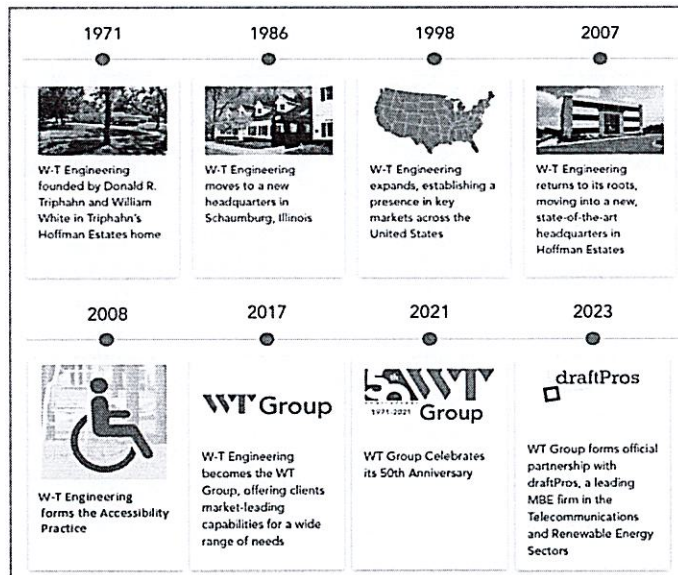 1971
1986
1998
2007
W-T Engineering
founded by Donald R.
Triphahn and William
White in Triphahn's
Hoffman Estates home
W-T Engineering
moves to a new
headquarters in
Schaumburg, Illinois
W-T Engineering
expands, establishing a
presence in key
markets across the
United States
W-T Engineering
returns to its roots,
moving into a new,
state-of-the-art
headquarters in
Hoffman Estates
2008
2017
2021
2023
W-T Engineering
forms the Accessibility
Practice
WT Group
W-T Engineering
becomes the WT
Group, offering clients
market-leading
capabilities for a wide
range of needs
50 WT
1971-2021
Group
WT Group Celebrates
its 50th Anniversary
draftPros
WT Group forms official
partnership with
draftPros, a leading
MBE firm in the
Telecommunications
and Renewable Energy
Sectors